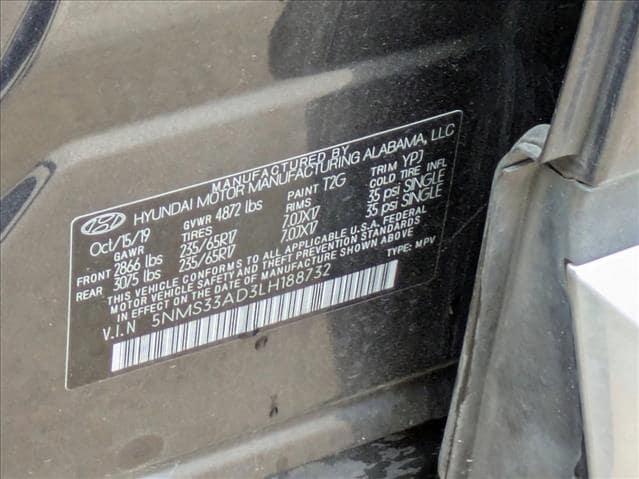 MANUFACTURED BY
HYUNDAI MOTOR MANUFACTURING ALABAMA, LLC
Oct/15/19 GVWR 4872 lbs PAINT T2G TRIM YPJ
GAWR TIRES RIMS COLD TIRE INFL
FRONT 2866 lbs 235/65R17 7.0JX17 35 psi SINGLE
REAR 3075 lbs 235/65R17 7.0JX17 35 psi SINGLE
THIS VEHICLE CONFORMS TO ALL APPLICABLE U.S.A. FEDERAL
MOTOR VEHICLE SAFETY AND THEFT PREVENTION STANDARDS
IN EFFECT ON THE DATE OF MANUFACTURE SHOWN ABOVE
V.I.N 5NMS33AD3LH188732 TYPE: MPV